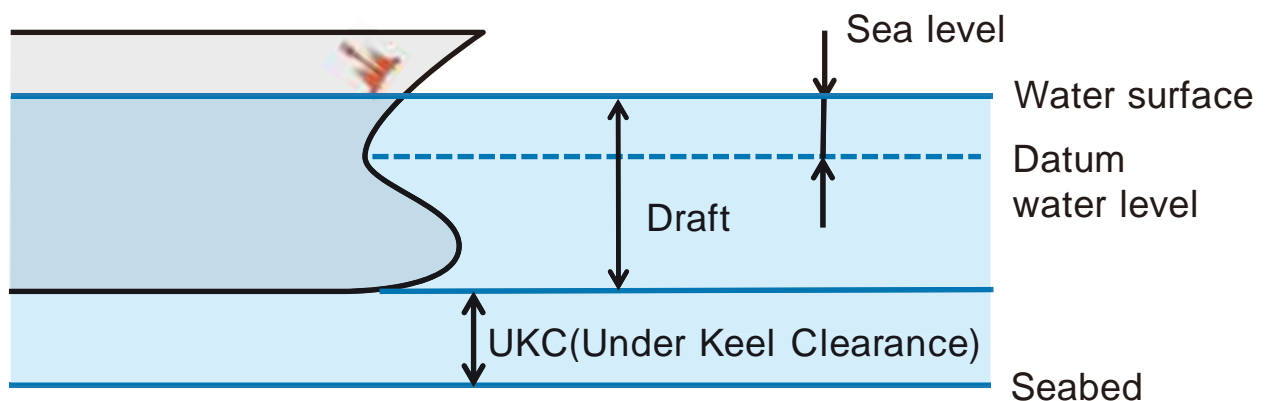 Sea level
Water surface
Datum
water level
Draft
UKC(Under Keel Clearance)
Seabed